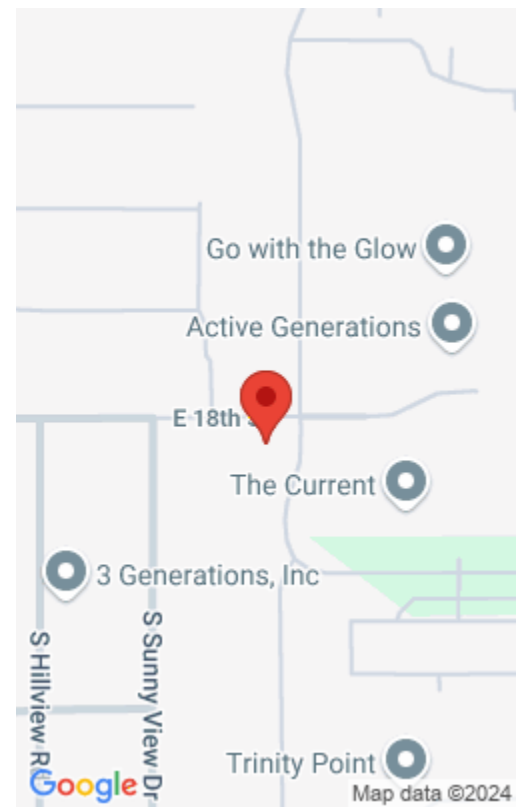 Go with the Glow
Active Generations
E 18th S
The Current
3 Generations, Inc
S Hillview R
S Sunny View Dr
Trinity Point
Google
Map data ©2024